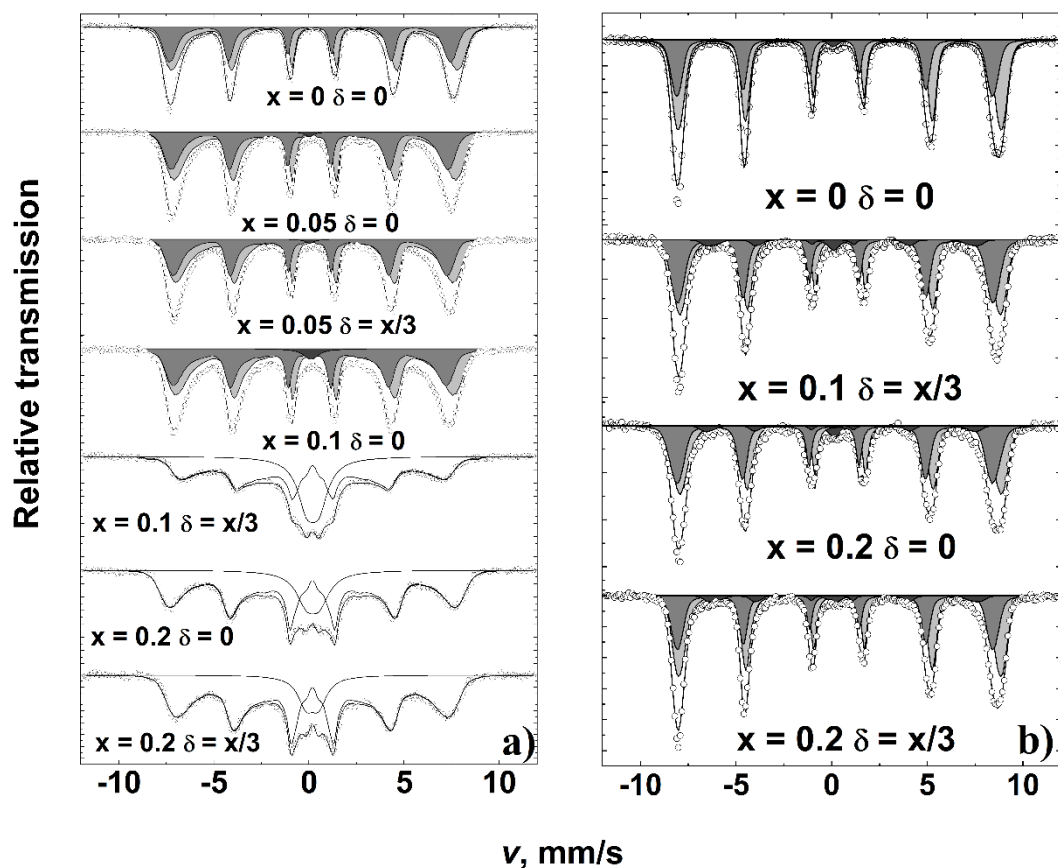 Relative transmission
x = 0 δ = 0
x = 0.05 δ = 0
x = 0.05 δ = x/3
x = 0.1 δ = 0
x = 0.1 δ = x/3
x = 0.2 δ = 0
x = 0.2 δ = x/3
a)
-10 -5 0 5 10
x = 0 δ = 0
x = 0.1 δ = x/3
x = 0.2 δ = 0
x = 0.2 δ = x/3
b)
-10 -5 0 5 10
v, mm/s